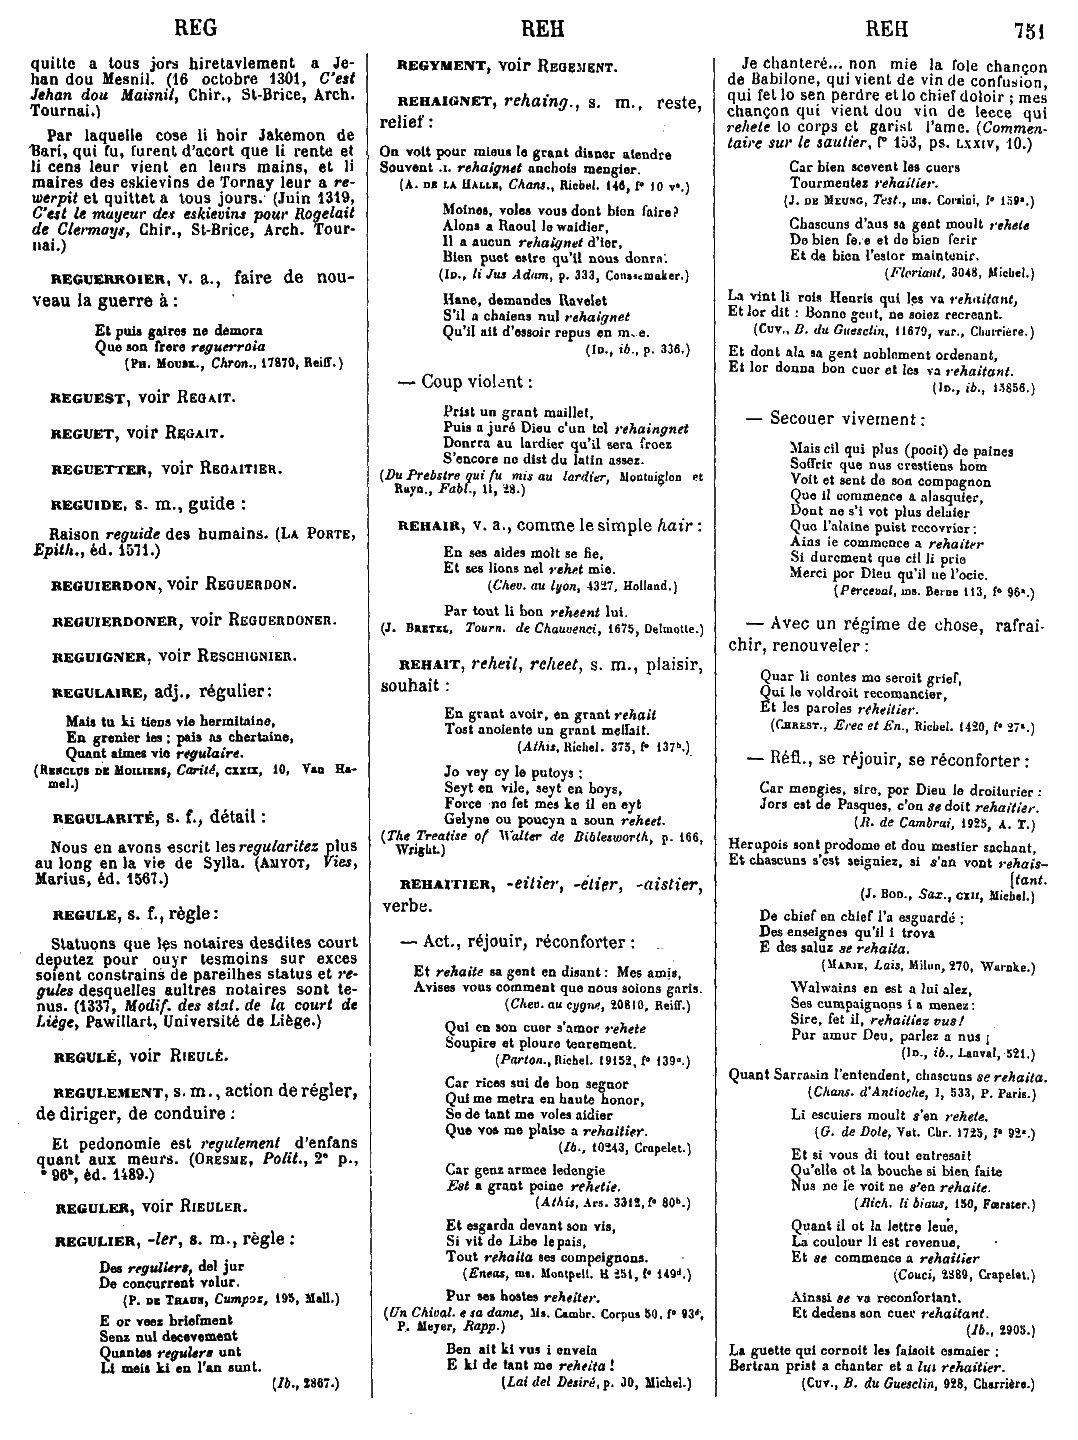 REG
REH
REH
751
quitte a tous jors hiretavlement a Je-
han dou Mesnil. (16 octobre 1301, C'est
Jehan dou Maisnil, Chir., St-Brice, Arch.
Tournai.)
Par laquelle cose li hoir Jakemon de
Bari, qui fu, furent d'acort que li rente et
li cens leur vient en leurs mains, et li
maires des eskievins de Tornay leur a re-
werpit et quittet a tous jours. (Juin 1319,
C'est le mayeur des eskievins pour Rogelait
de Clermays, Chir., St-Brice, Arch. Tour-
nai.)
REGUERROIER, v. a., faire de nou-
veau la guerre à :
Et puis gaires ne demora
Que son frere reguerroia
(PH. MOUSK., Chron., 17870, Reiff.)
REGUEST, voir REGAIT.
REGUET, voir REGAIT.
REGUETTER, voir REGAITIER.
REGUIDE, s. m., guide :
Raison reguide des humains. (LA PORTE,
Epith., éd. 1571.)
REGUIERDON, voir REGUERDON.
REGUIERDONER, voir REGUERDONER.
REGUIGNER, voir RESCHIGNIER.
REGULAIRE, adj., régulier :
Mais tu ki tiens vie hermitaine,
En grenier ies ; pais as chertaine,
Quant aimes vie regulaire.
(RENCLUS DE MOILIENS, Carité, CXXIX, 10, Van Ha-
mel.)
REGULARITÉ, s. f., détail :
Nous en avons escrit les regularitez plus
au long en la vie de Sylla. (AMYOT, Vies,
Marius, éd. 1567.)
REGULE, s. f., règle :
Statuons que les notaires desdites court
deputez pour ouyr tesmoins sur exces
soient constrains de pareilhes status et re-
gules desquelles aultres notaires sont te-
nus. (1337, Modif. des stat. de la court de
Liège, Pawillart, Université de Liège.)
REGULÉ, voir RIEULÉ.
REGULEMENT, s. m., action de régler,
de diriger, de conduire :
Et pedonomie est regulement d'enfans
quant aux meurs. (ORESME, Polit., 2e p.,
96b, éd. 1489.)
REGULER, voir RIEULER.
REGULIER, -ler, s. m., règle :
Des reguliers, del jur
De concurrent volur.
(P. DE THAUN, Cumpoz, 195, Mall.)
E or veez briefment
Senz nul decevement
Quantes regulers unt
Li meis ki en l'an sunt.
(Ib., 2867.)
REGYMENT, voir REGEMENT.
REHAIGNET, rehaing., s. m., reste,
relief :
On voit pour mieus le grant disner atendre
Souvent .I. rehaignet anchois mengier.
(A. DE LA HALLE, Chans., Richel. 146, f° 10 v°.)
Moines, voles vous dont bien faire ?
Alons a Raoul le waidier,
Il a aucun rehaignet d'ier,
Bien puet estre qu'il nous donra.
(ID., li Jus Adam, p. 333, Coussemaker.)
Hane, demandes Ravelet
S'il a chaiens nul rehaignet
Qu'il ait d'essoir repus en mue.
(ID., ib., p. 336.)
— Coup violent :
Prist un grant maillet,
Puis a juré Dieu c'un tel rehaingnet
Donrra au lardier qu'il sera froez
S'encore ne dist du latin assez.
(Du Prebstre qui fu mis au lardier, Montaiglon et
Rayn., Fabl., II, 28.)
REHAIR, v. a., comme le simple hair :
En ses aides molt se fie,
Et ses lions nel rehet mie.
(Chev. au lyon, 4327, Holland.)
Par tout li bon reheent lui.
(J. BRETEL, Tourn. de Chauvenci, 1675, Delmotte.)
REHAIT, reheil, reheet, s. m., plaisir,
souhait :
En grant avoir, en grant rehait
Tost anoiente un grant meffait.
(Athis, Richel. 375, f° 137b.)
Jo vey cy le putoys :
Seyt en vile, seyt en boys,
Force no fet mes ke il en eyt
Gelyne ou poucyn a soun reheet.
(The Treatise of Walter de Biblesworth, p. 166,
Wright.)
REHAITIER, -eitier, -étier, -aistier,
verbe.
— Act., réjouir, réconforter :
Et rehaite sa gent en disant : Mes amis,
Avises vous comment que nous soions garis.
(Chev. au cygne, 20810, Reiff.)
Qui en son cuer s'amor rehete
Soupire et ploure tenrement.
(Parton., Richel. 19152, f° 139a.)
Car rices sui de bon segnor
Qui me metra en haute honor,
Se de tant me voles aidier
Que vos me plaise a rehaitier.
(Ib., 10243, Crapelet.)
Car genz armee ledengie
Est a grant peine rehetie.
(Athis, Ars. 3312, f° 80b.)
Et esgarda devant son vis,
Si vit de Libe le pais,
Tout rehaita ses compeignons.
(Eneas, ms. Montpell. H 251, f° 149d.)
Pur ses hostes reheiter.
(Un Chival. e sa dame, Ms. Cambr. Corpus 50, f° 93d,
P. Meyer, Rapp.)
Ben ait ki vus i enveia
E ki de tant me reheita !
(Lai del Desiré, p. 30, Michel.)
Je chanteré... non mie la fole chançon
de Babilone, qui vient de vin de confusion,
qui fet lo sen perdre et lo chief doloir ; mes
chançon qui vient dou vin de leece qui
rehete lo corps et garist l'ame. (Commen-
taire sur le sautier, f° 153, ps. LXXIV, 10.)
Car bien scevent les cuers
Tourmentez rehaitier.
(J. DE MEUNG, Test., ms. Corsini, f° 159a.)
Chascuns d'aus sa gent moult rehete
De bien fere et de bien ferir
Et de bien l'estor maintenir.
(Floriant, 3048, Michel.)
La vint li rois Henris qui les va rehaitant,
Et lor dit : Bonne gent, ne soiez recreant.
(CUV., B. du Guesclin, 11679, var., Charrière.)
Et dont ala sa gent noblement ordenant,
Et lor donna bon cuer et les va rehaitant.
(ID., ib., 15856.)
— Secouer vivement :
Mais cil qui plus (pooit) de paines
Soffrir que nus crestiens hom
Voit et sent de son compagnon
Que il commence a alasquier,
Dont ne s'i vot plus delaier
Que l'alaine puist recovrier :
Ains le commence a rehaiter
Si durement que cil li prie
Merci por Dieu qu'il ne l'ocie.
(Perceval, ms. Berne 113, f° 96a.)
— Avec un régime de chose, rafraî-
chir, renouveler :
Quar li contes me seroit grief,
Qui le voldroit recomancier,
Et les paroles reheitier.
(CHREST., Erec et En., Richel. 1420, f° 27a.)
— Réfl., se réjouir, se réconforter :
Car mengies, sire, por Dieu le droiturier :
Jors est de Pasques, c'on se doit rehaitier.
(R. de Cambrai, 1925, A. T.)
Herupois sont prodome et dou mestier sachant,
Et chascuns s'est seigniez, si s'an vont rehais-
[tant.
(J. BOD., Sax., CXII, Michel.)
De chief en chief l'a esguardé ;
Des enseignes qu'il i trova
E des saluz se rehaita.
(MARIE, Lais, Milun, 270, Warnke.)
Walwains en est a lui alez,
Ses cumpaignons i a menez :
Sire, fet il, rehaitiez vus !
Pur amur Deu, parlez a nus ;
(ID., ib., Lanval, 521.)
Quant Sarrasin l'entendent, chascuns se rehaita.
(Chans. d'Antioche, I, 533, P. Paris.)
Li escuiers moult s'en rehete.
(G. de Dole, Vat. Chr. 1725, f° 92a.)
Et si vous di tout entresait
Qu'elle ot la bouche si bien faite
Nus ne le voit ne s'en rehaite.
(Rich. li biaus, 150, Fœrster.)
Quant il ot la lettre leuë,
La coulour li est revenue,
Et se commence a rehaitier
(Couci, 2889, Crapelet.)
Ainssi se va reconfortant.
Et dedens son cuer rehaitant.
(Ib., 2905.)
La guette qui cornoit les faisoit esmaier ;
Bertran prist a chanter et a lui rehaitier.
(CUV., B. du Guesclin, 928, Charrière.)